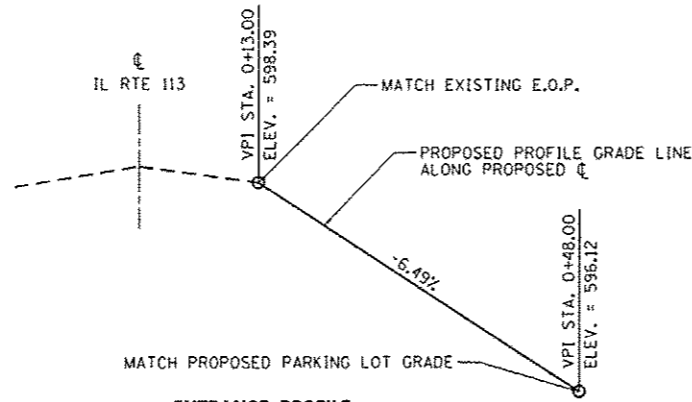 ℄
IL RTE 113
VPI STA. 0+13.00
ELEV. = 598.39
MATCH EXISTING E.O.P.
PROPOSED PROFILE GRADE LINE
ALONG PROPOSED ℄
-6.49%
VPI STA. 0+48.00
ELEV. = 596.12
MATCH PROPOSED PARKING LOT GRADE